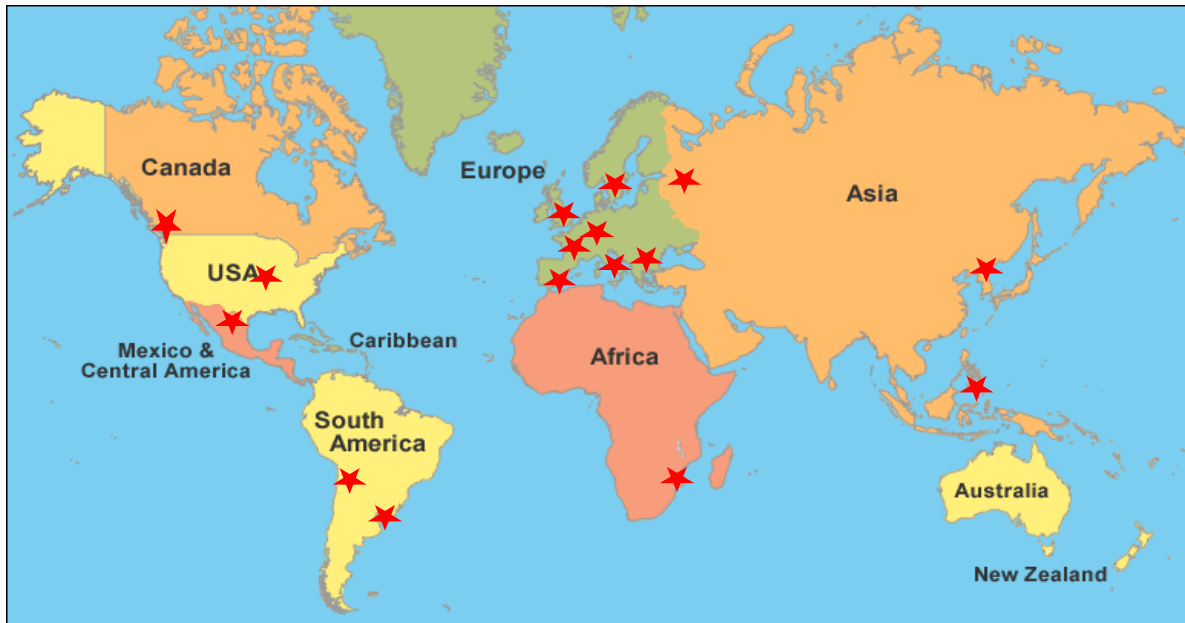 Canada
Europe
Asia
USA
Mexico &
Central America
Caribbean
Africa
South
America
Australia
New Zealand